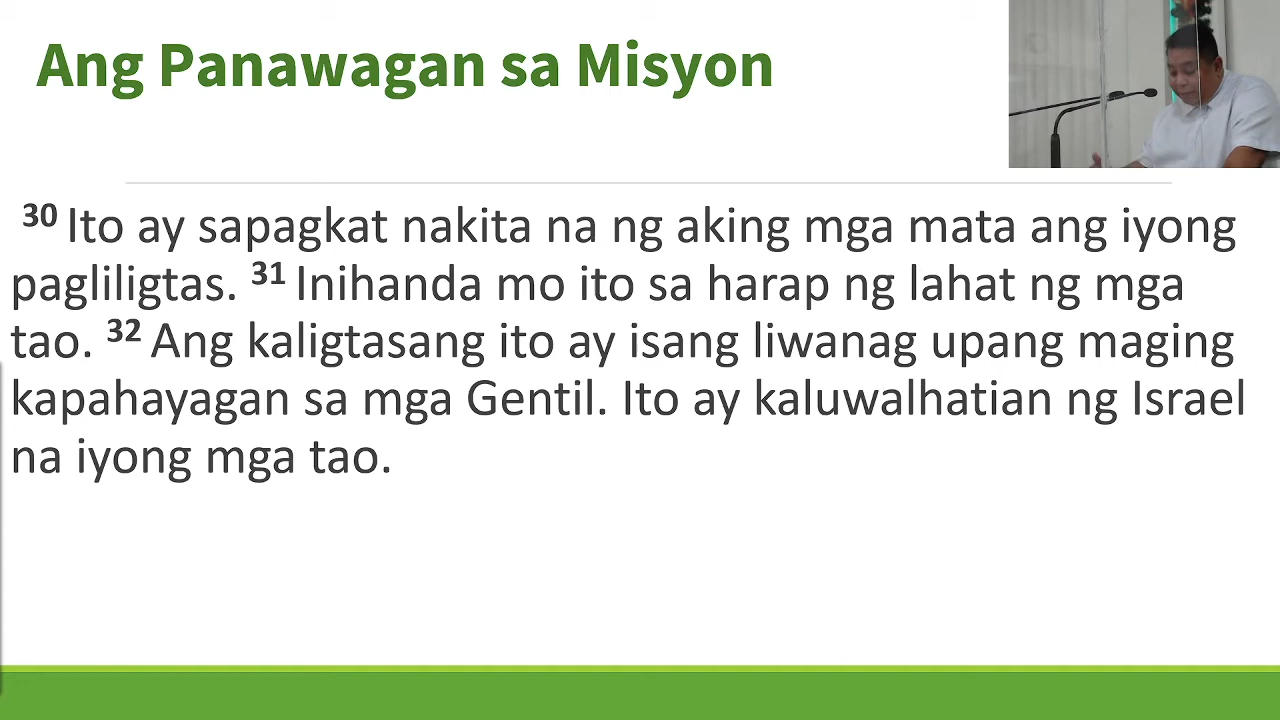 Ang Panawagan sa Misyon
30 Ito ay sapagkat nakita na ng aking mga mata ang iyong
pagliligtas. 31 Inihanda mo ito sa harap ng lahat ng mga
tao. 32 Ang kaligtasang ito ay isang liwanag upang maging
kapahayagan sa mga Gentil. Ito ay kaluwalhatian ng Israel
na iyong mga tao.